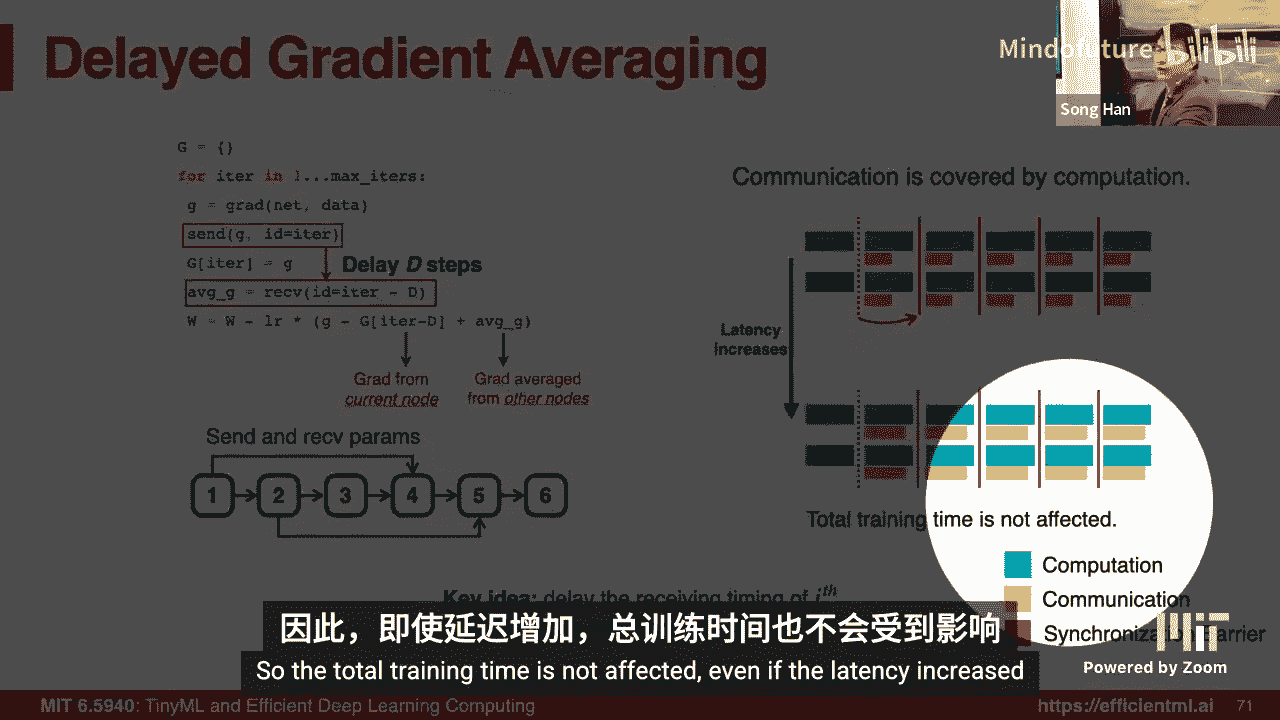 Delayed Gradient Averaging
Mindofuture bilibili
Song Han
G = {}
for iter in 1...max_iters:
g = grad(net, data)
send(g, id=iter)
G[iter] = g
Delay D steps
avg_g = recv(id=iter - D)
W = W - lr * (g - G[iter-D] + avg_g)
Grad from
current node
Grad averaged
from other nodes
Send and recv params
1 2 3 4 5 6
Communication is covered by computation.
Latency
increases
Total training time is not affected.
Computation
Communication
Synchronization Barrier
Key idea: delay the receiving timing of ith
因此，即使延迟增加，总训练时间也不会受到影响
So the total training time is not affected, even if the latency increased
MIT
Powered by Zoom
MIT 6.5940: TinyML and Efficient Deep Learning Computing
https://efficientml.ai
71